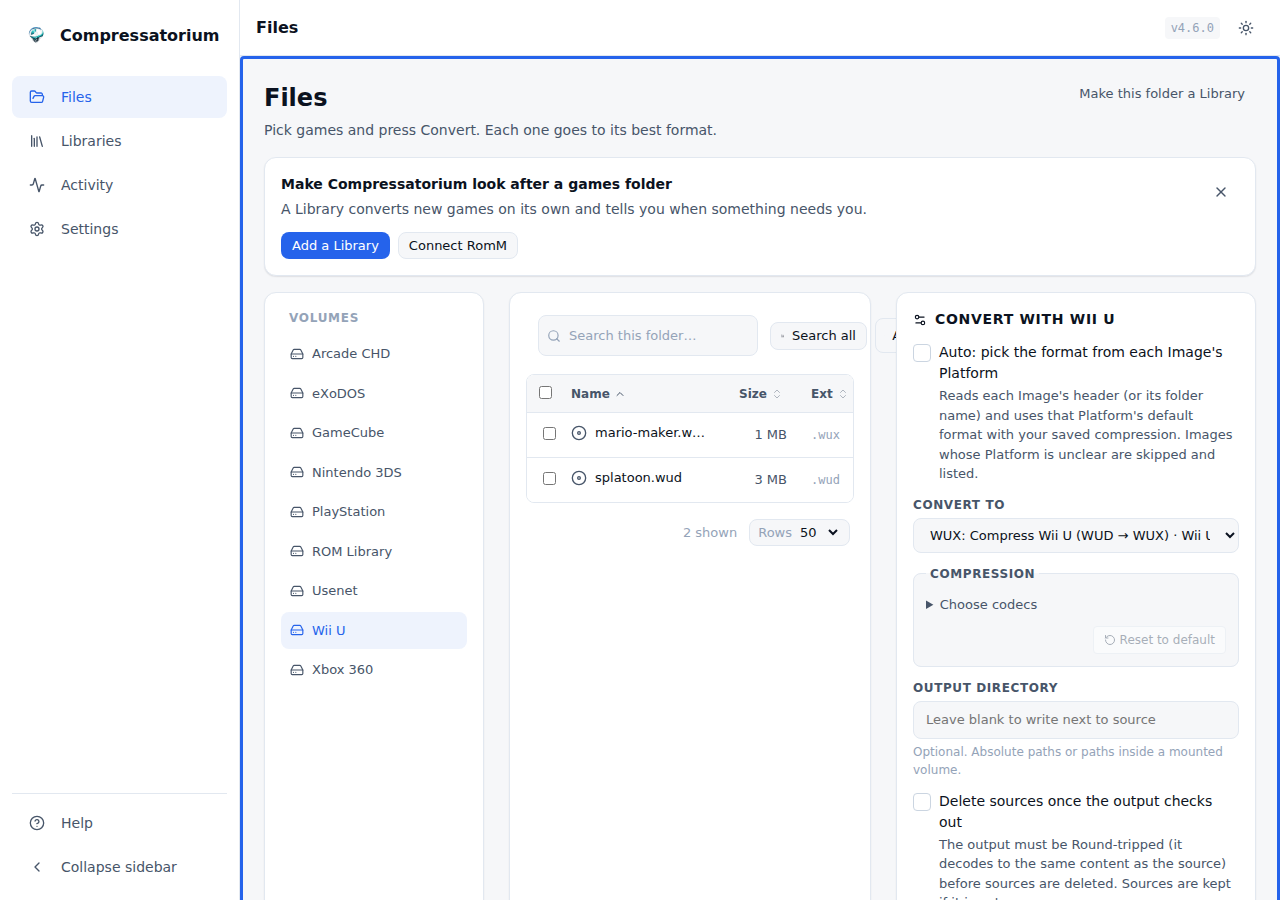 Compressatorium
Files
Libraries
Activity
Settings
Help
Collapse sidebar
Files
v4.6.0
Files
Make this folder a Library
Pick games and press Convert. Each one goes to its best format.
Make Compressatorium look after a games folder
A Library converts new games on its own and tells you when something needs you.
Add a Library
Connect RomM
VOLUMES
Arcade CHD
eXoDOS
GameCube
Nintendo 3DS
PlayStation
ROM Library
Usenet
Wii U
Xbox 360
Search this folder…
Search all
Name
Size
Ext
mario-maker.w…
1 MB
.wux
splatoon.wud
3 MB
.wud
2 shown
Rows 50
CONVERT WITH WII U
Auto: pick the format from each Image's
Platform
Reads each Image's header (or its folder
name) and uses that Platform's default
format with your saved compression. Images
whose Platform is unclear are skipped and
listed.
CONVERT TO
WUX: Compress Wii U (WUD → WUX) · Wii U
COMPRESSION
Choose codecs
Reset to default
OUTPUT DIRECTORY
Leave blank to write next to source
Optional. Absolute paths or paths inside a mounted
volume.
Delete sources once the output checks
out
The output must be Round-tripped (it
decodes to the same content as the source)
before sources are deleted. Sources are kept